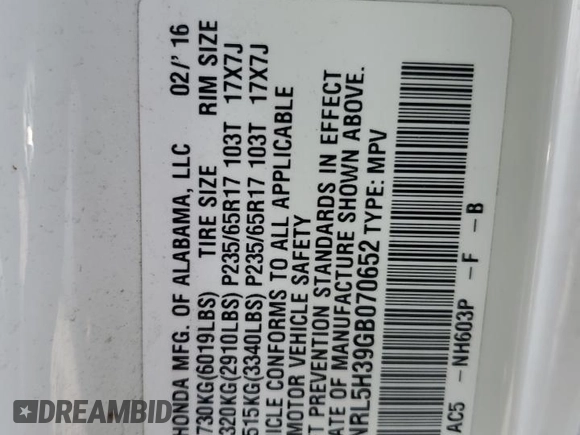 HONDA MFG. OF ALABAMA, LLC 02/' 16
730KG(6019LBS) TIRE SIZE RIM SIZE
320KG(2910LBS) P235/65R17 103T 17X7J
515KG(3340LBS) P235/65R17 103T 17X7J
ICLE CONFORMS TO ALL APPLICABLE
MOTOR VEHICLE SAFETY
T PREVENTION STANDARDS IN EFFECT
ATE OF MANUFACTURE SHOWN ABOVE.
NRL5H39GB070652 TYPE: MPV
AC5 - NH603P - F - B
DREAMBID